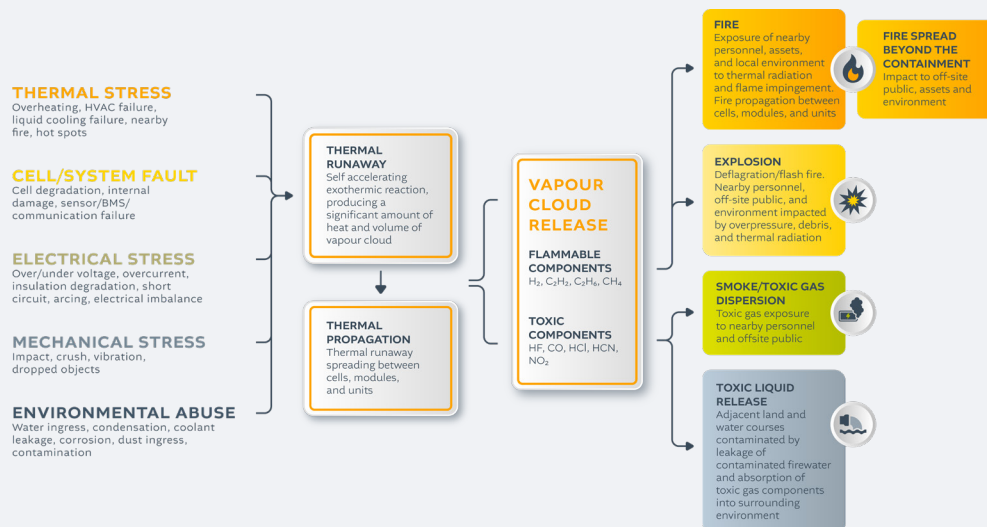 THERMAL STRESS
Overheating, HVAC failure,
liquid cooling failure, nearby
fire, hot spots
CELL/SYSTEM FAULT
Cell degradation, internal
damage, sensor/BMS/
communication failure
ELECTRICAL STRESS
Over/under voltage, overcurrent,
insulation degradation, short
circuit, arcing, electrical imbalance
MECHANICAL STRESS
Impact, crush, vibration,
dropped objects
ENVIRONMENTAL ABUSE
Water ingress, condensation, coolant
leakage, corrosion, dust ingress,
contamination
THERMAL
RUNAWAY
Self accelerating
exothermic reaction,
producing a
significant amount of
heat and volume of
vapour cloud
THERMAL
PROPAGATION
Thermal runaway
spreading between
cells, modules,
and units
VAPOUR
CLOUD
RELEASE
FLAMMABLE
COMPONENTS
H₂, C₂H₂, C₂H₆, CH₄
TOXIC
COMPONENTS
HF, CO, HCl, HCN,
NO₂
FIRE
Exposure of nearby
personnel, assets,
and local environment
to thermal radiation
and flame impingement.
Fire propagation between
cells, modules, and units
FIRE SPREAD
BEYOND THE
CONTAINMENT
Impact to off-site
public, assets and
environment
EXPLOSION
Deflagration/flash fire.
Nearby personnel,
off-site public, and
environment impacted
by overpressure, debris,
and thermal radiation
SMOKE/TOXIC GAS
DISPERSION
Toxic gas exposure
to nearby personnel
and offsite public
TOXIC LIQUID
RELEASE
Adjacent land and
water courses
contaminated by
leakage of
contaminated firewater
and absorption of
toxic gas components
into surrounding
environment